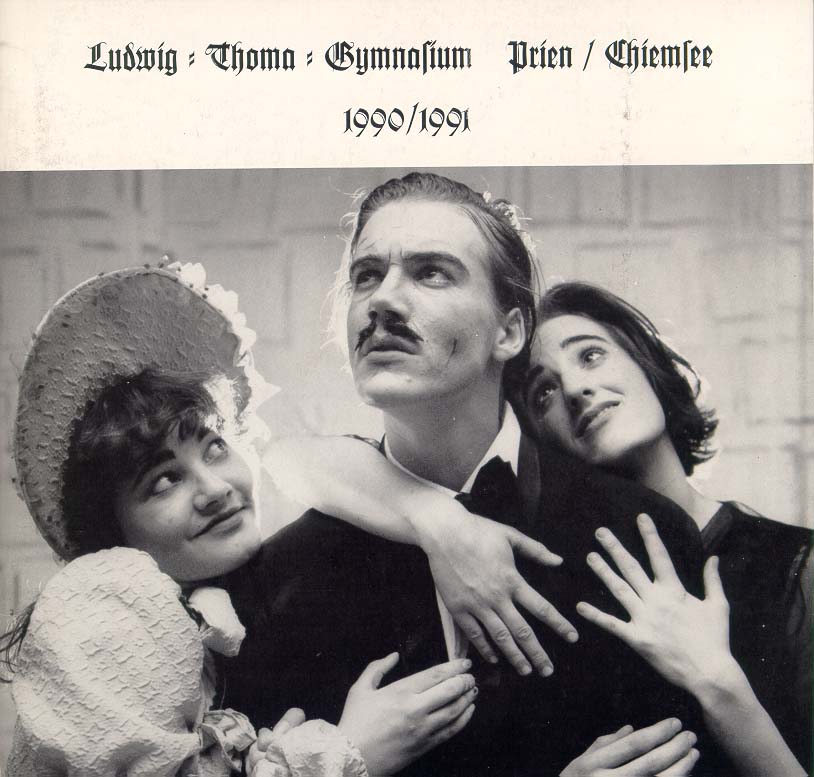 Ludwig = Thoma = Gymnaſium Prien / Chiemſee
1990/1991